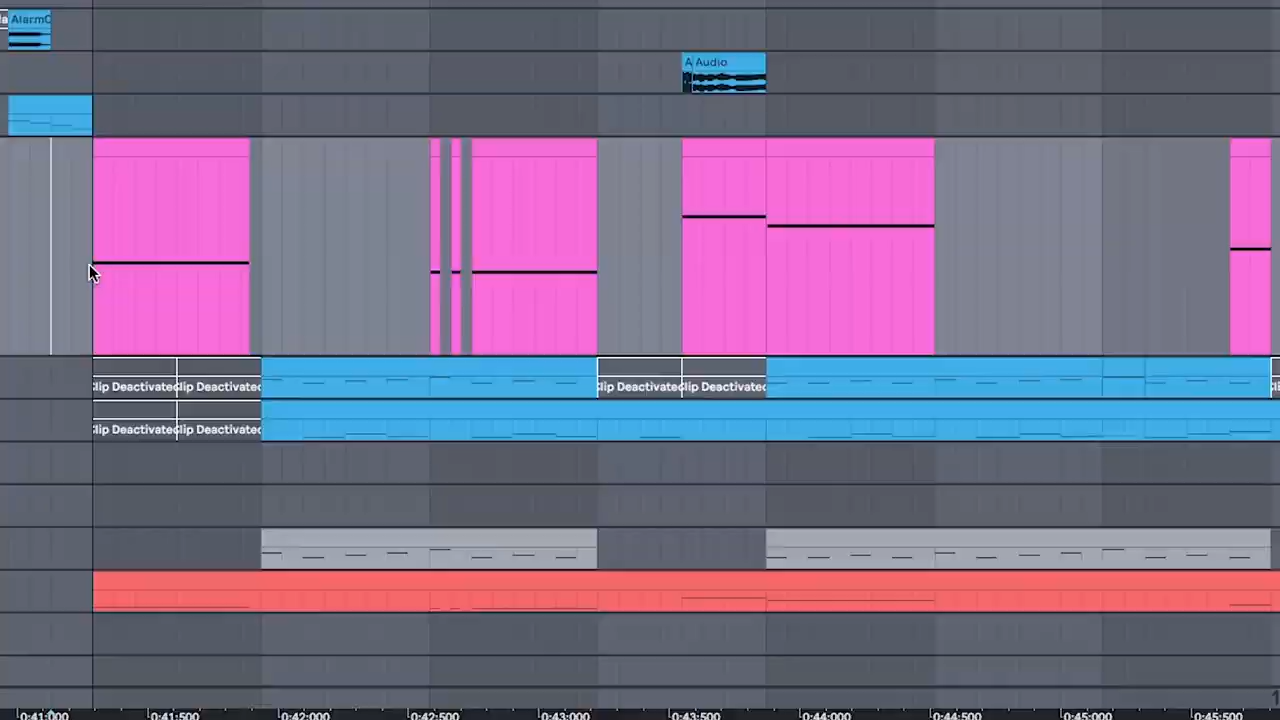 AlarmC
A Audio
lip Deactivated lip Deactivated lip Deactivated lip Deactivated
lip Deactivated lip Deactivated
0:41:000 0:41:500 0:42:000 0:42:500 0:43:000 0:43:500 0:44:000 0:44:500 0:45:000 0:45:500